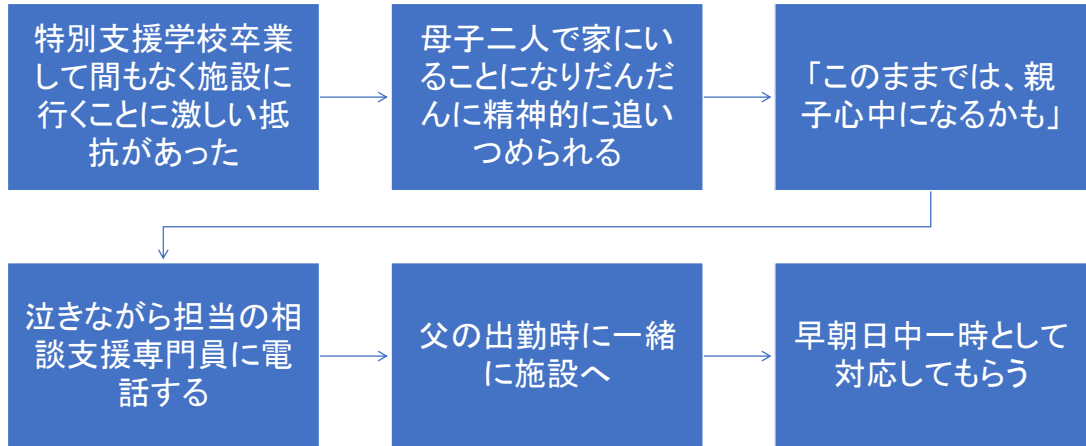 特別支援学校卒業
して間もなく施設に
行くことに激しい抵
抗があった
母子二人で家にい
ることになりだんだ
んに精神的に追い
つめられる
「このままでは、親
子心中になるかも」
泣きながら担当の相
談支援専門員に電
話する
父の出勤時に一緒
に施設へ
早朝日中一時として
対応してもらう